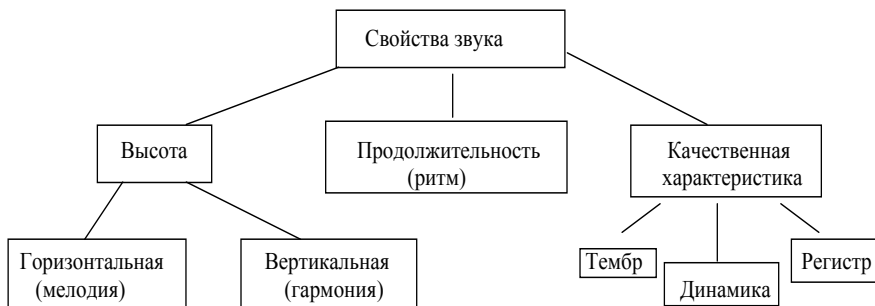 Свойства звука
Высота
Продолжительность
(ритм)
Качественная
характеристика
Горизонтальная
(мелодия)
Вертикальная
(гармония)
Тембр
Динамика
Регистр